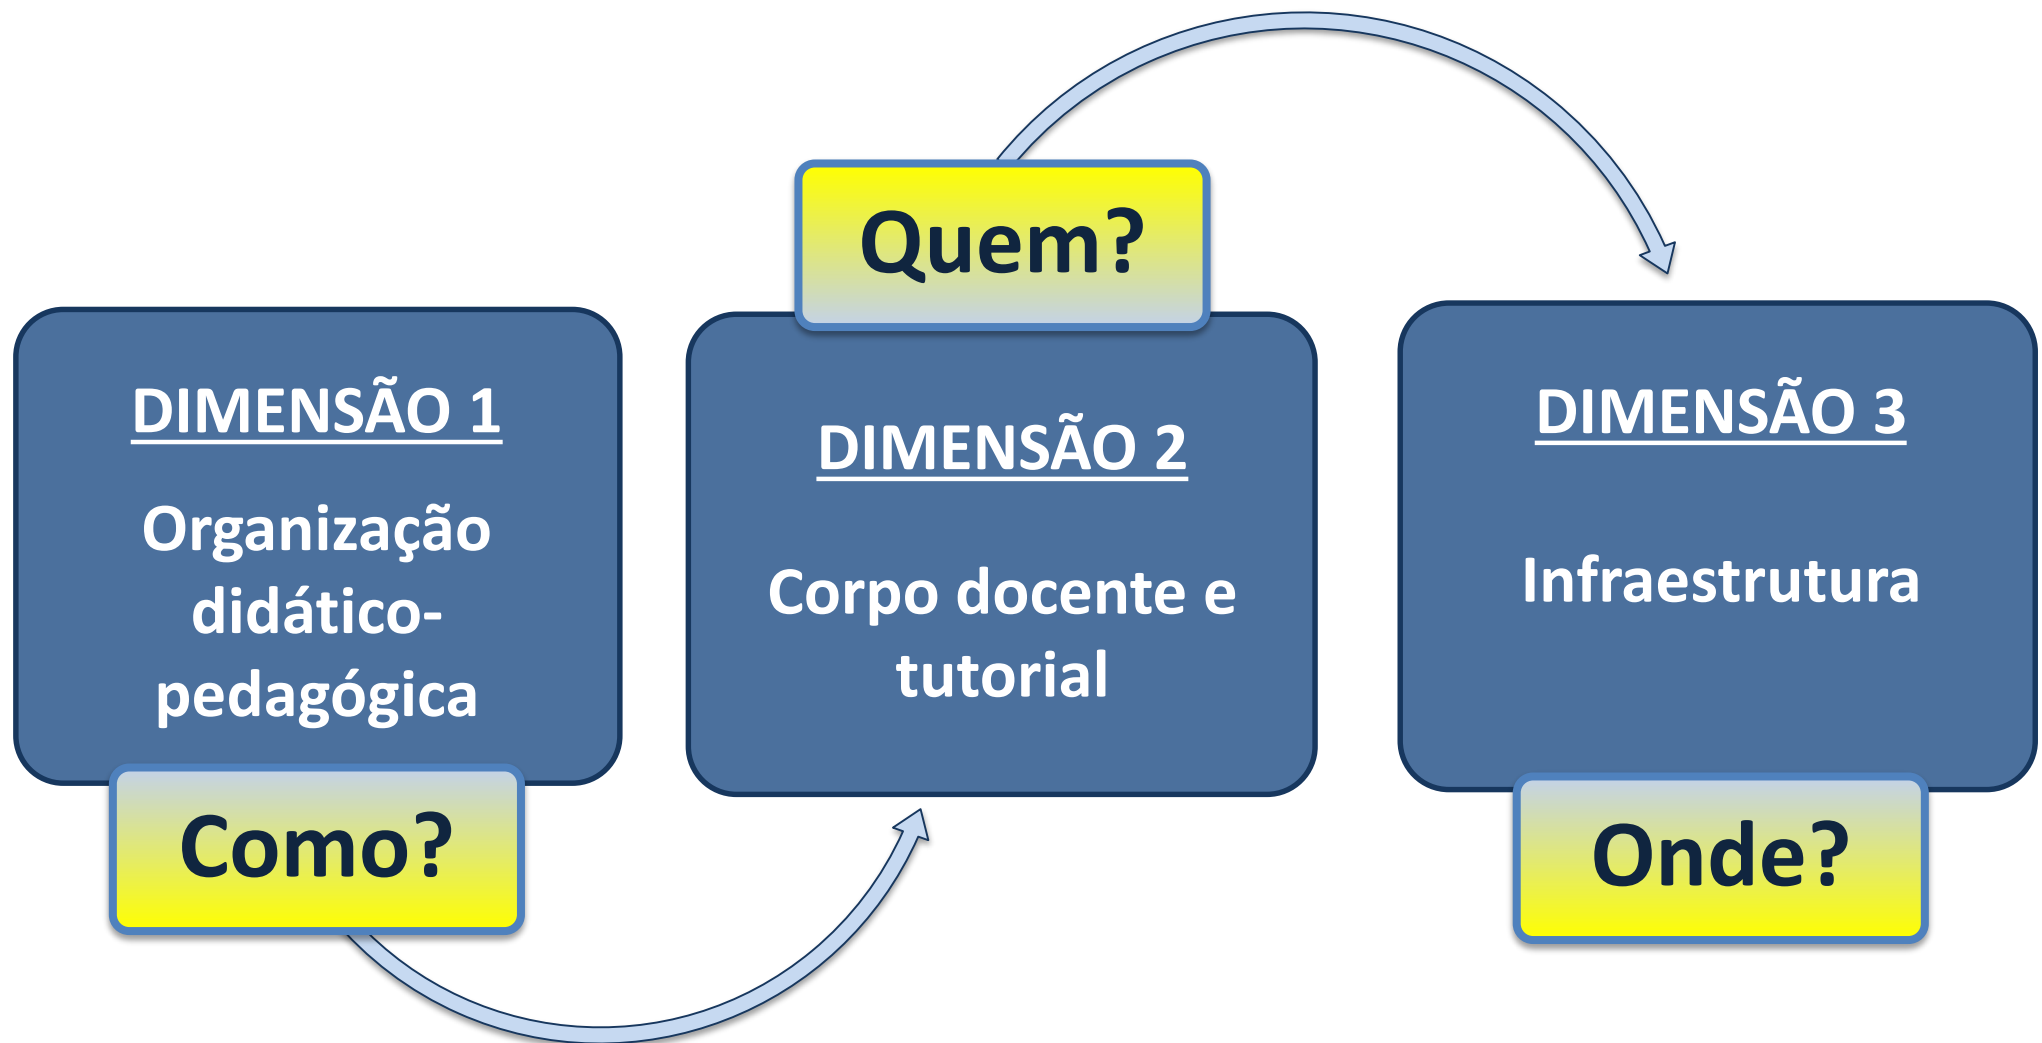 DIMENSÃO 1
Organização
didático-
pedagógica
Como?
Quem?
DIMENSÃO 2
Corpo docente e
tutorial
DIMENSÃO 3
Infraestrutura
Onde?